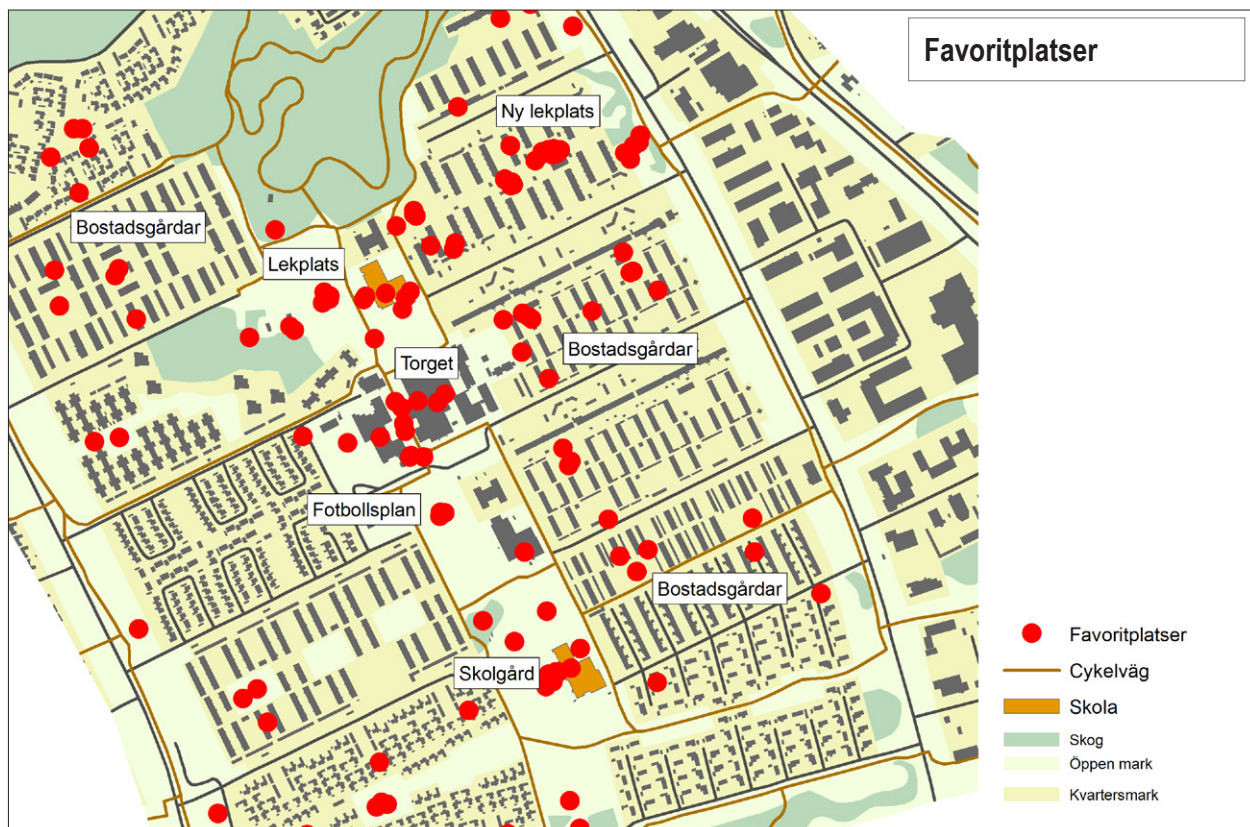 Favoritplatser
Ny lekplats
Bostadsgårdar
Lekplats
Bostadsgårdar
Torget
Fotbollsplan
Bostadsgårdar
Skolgård
Favoritplatser
Cykelväg
Skola
Skog
Öppen mark
Kvartersmark